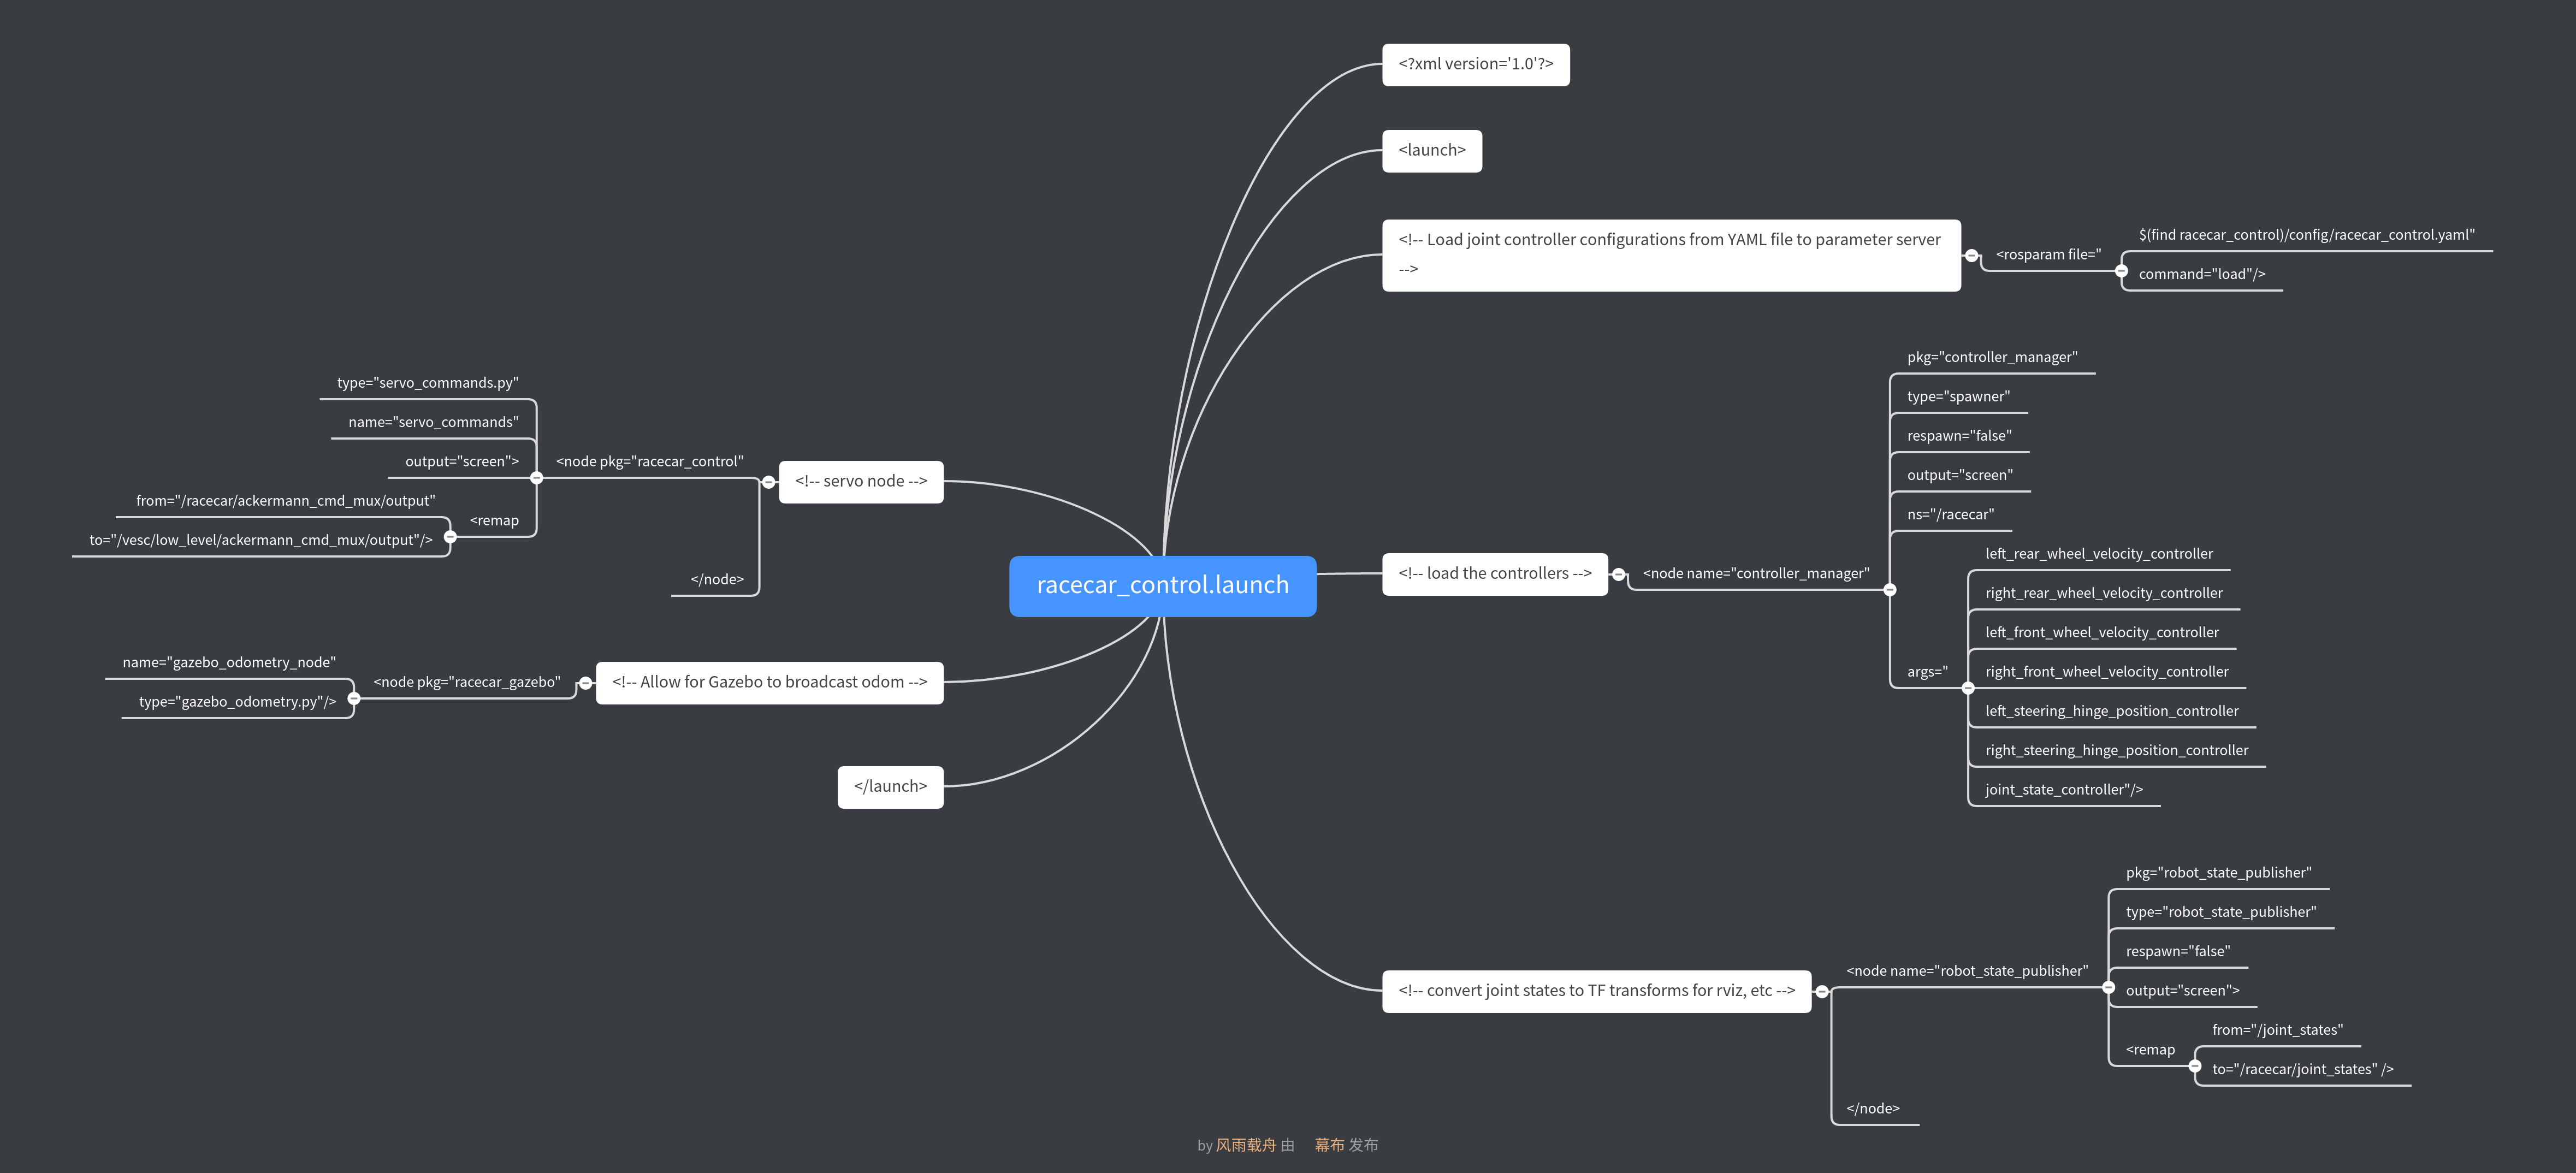 <?xml version='1.0'?>
<launch>
<!-- Load joint controller configurations from YAML file to parameter server
-->
<rosparam file="
$(find racecar_control)/config/racecar_control.yaml"
command="load"/>
<!-- load the controllers -->
<node name="controller_manager"
pkg="controller_manager"
type="spawner"
respawn="false"
output="screen"
ns="/racecar"
args="
left_rear_wheel_velocity_controller
right_rear_wheel_velocity_controller
left_front_wheel_velocity_controller
right_front_wheel_velocity_controller
left_steering_hinge_position_controller
right_steering_hinge_position_controller
joint_state_controller"/>
<!-- convert joint states to TF transforms for rviz, etc -->
<node name="robot_state_publisher"
pkg="robot_state_publisher"
type="robot_state_publisher"
respawn="false"
output="screen">
<remap
from="/joint_states"
to="/racecar/joint_states" />
</node>
racecar_control.launch
<!-- servo node -->
<node pkg="racecar_control"
type="servo_commands.py"
name="servo_commands"
output="screen">
<remap
from="/racecar/ackermann_cmd_mux/output"
to="/vesc/low_level/ackermann_cmd_mux/output"/>
</node>
<!-- Allow for Gazebo to broadcast odom -->
<node pkg="racecar_gazebo"
name="gazebo_odometry_node"
type="gazebo_odometry.py"/>
</launch>
by 风雨载舟 由 幕布 发布